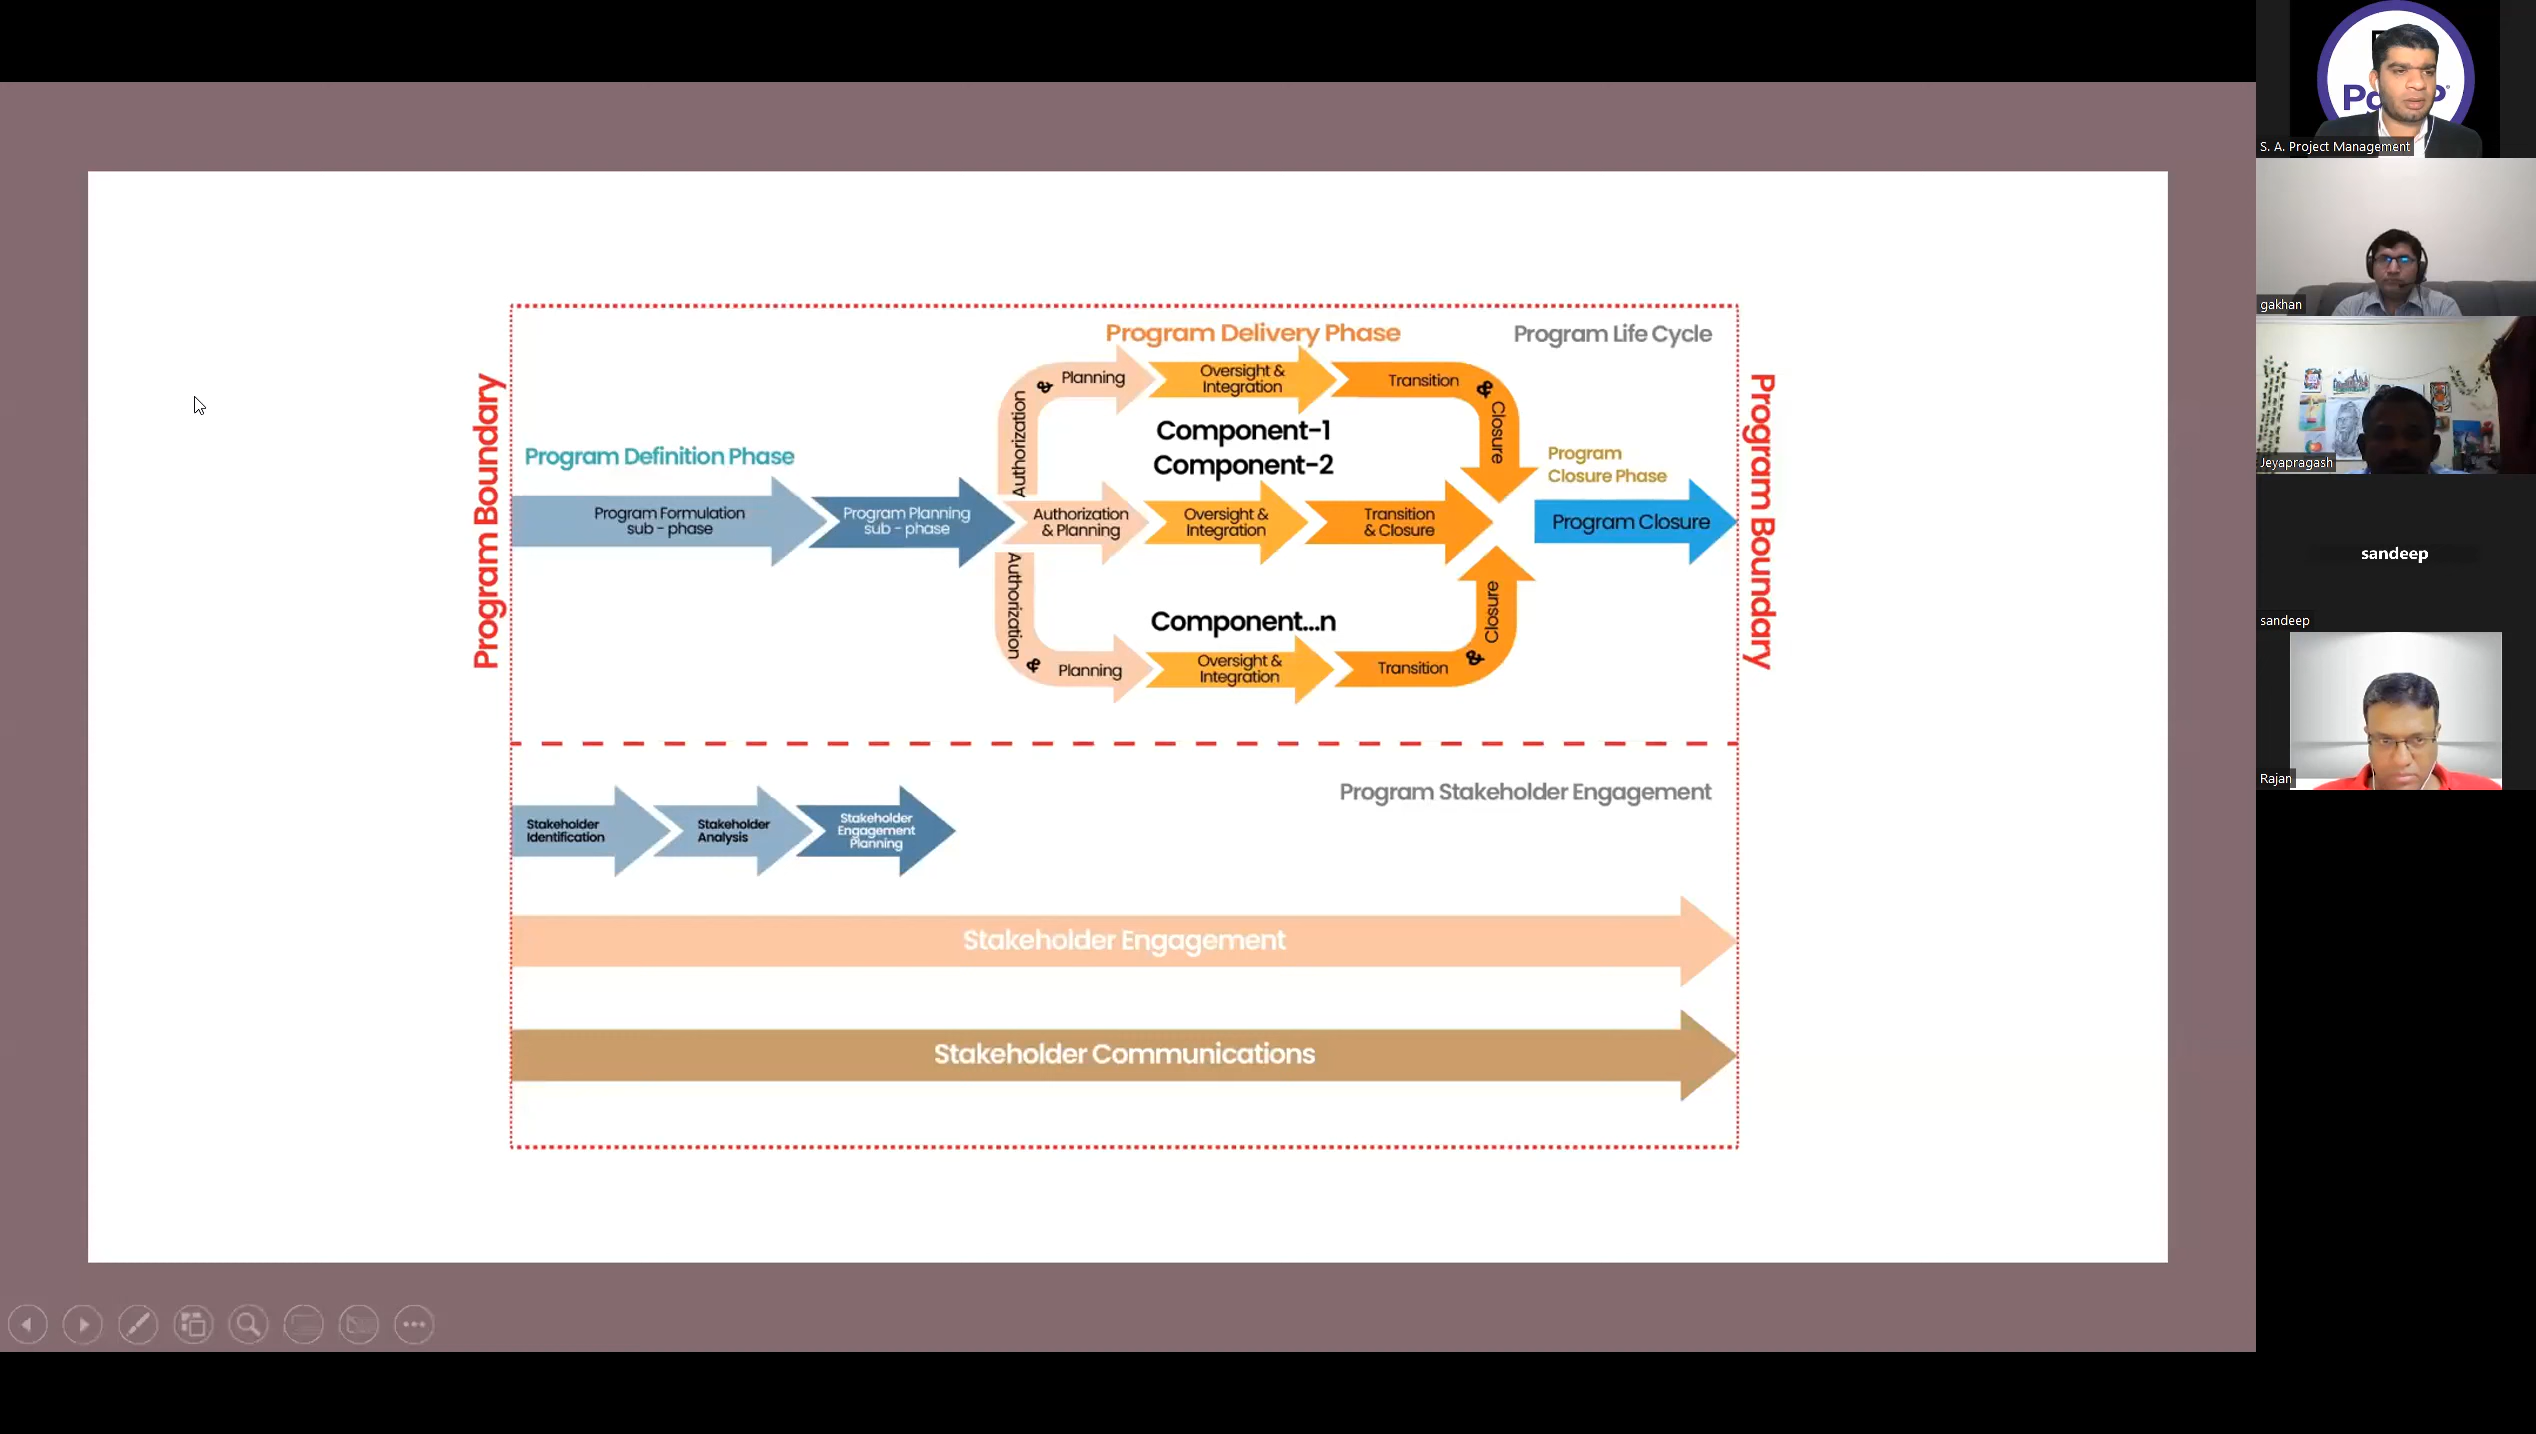 Program Boundary
Program Delivery Phase
Program Life Cycle
Authorization & Planning
Oversight &
Integration
Transition & Closure
Component-1
Component-2
Program Definition Phase
Program Formulation
sub - phase
Program Planning
sub - phase
Authorization
& Planning
Oversight &
Integration
Transition
& Closure
Program
Closure Phase
Program Closure
Component...n
Authorization & Planning
Oversight &
Integration
Transition & Closure
Program Boundary
Program Stakeholder Engagement
Stakeholder
Identification
Stakeholder
Analysis
Stakeholder
Engagement
Planning
Stakeholder Engagement
Stakeholder Communications
S. A. Project Management
gakhan
Jeyapragash
sandeep
sandeep
Rajan